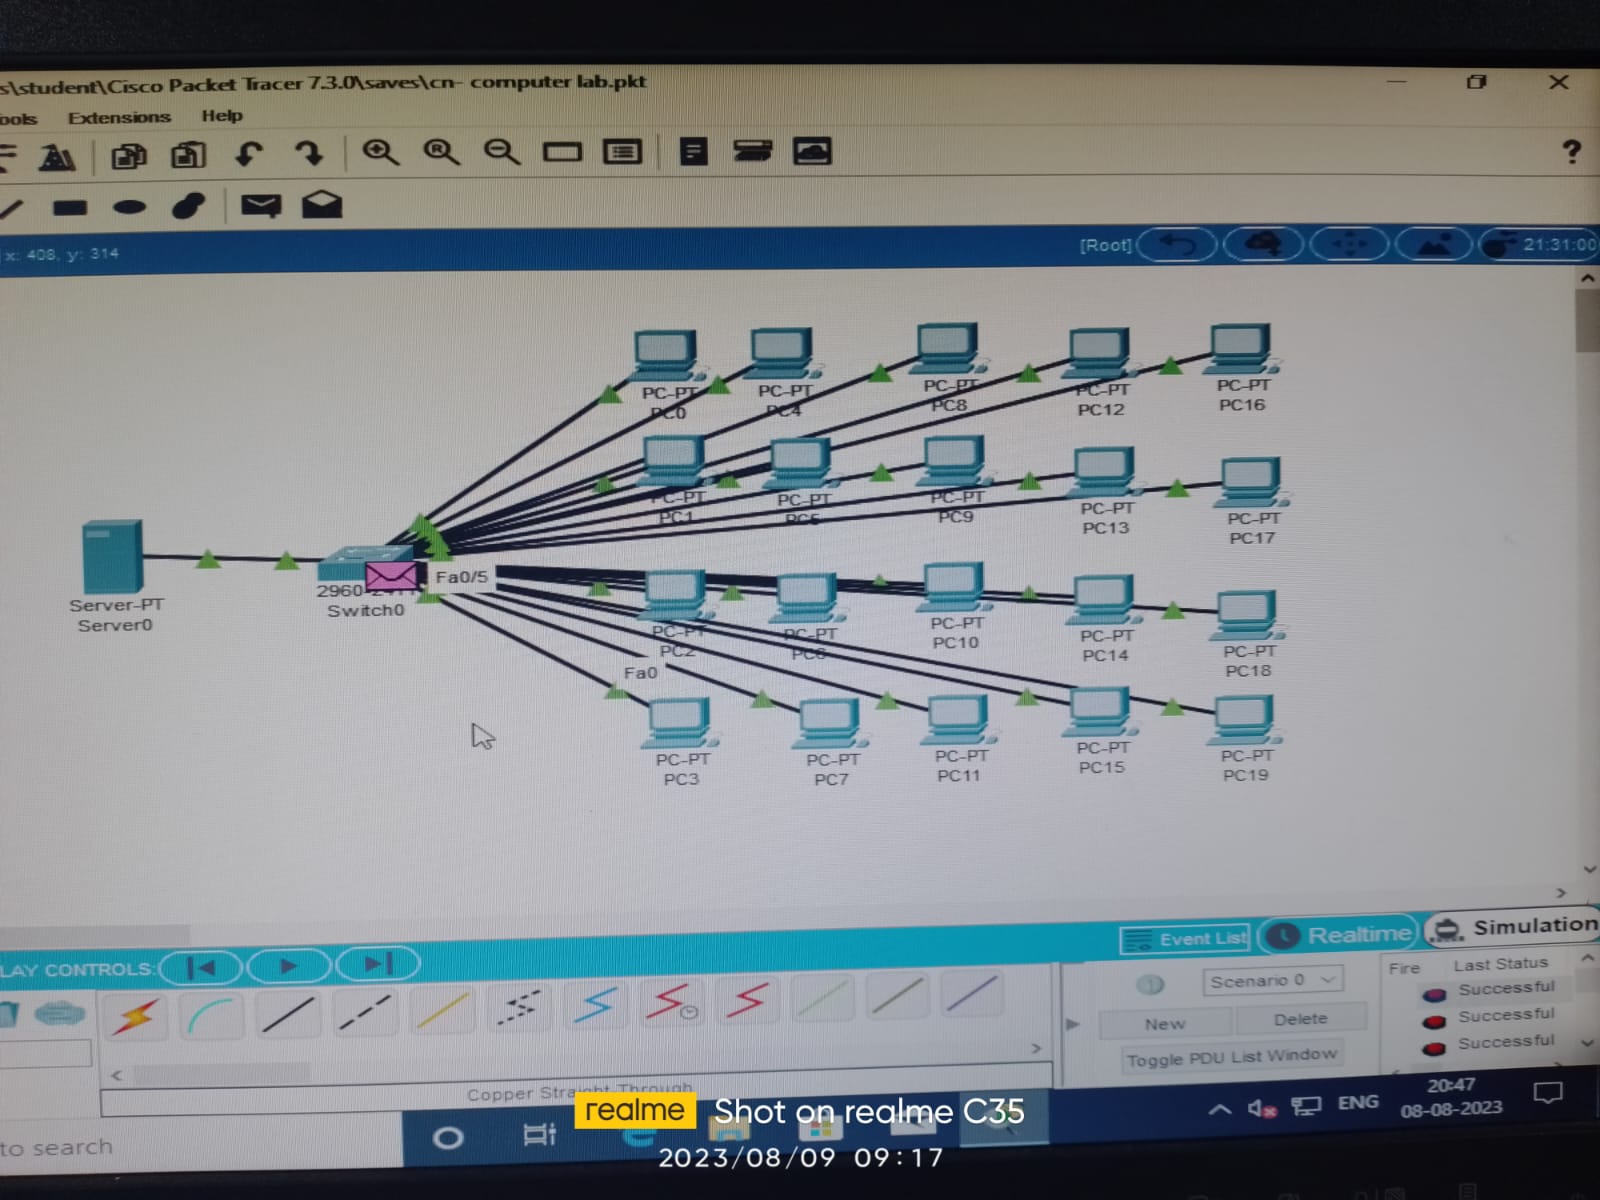 s\student\Cisco Packet Tracer 7.3.0\saves\cn- computer lab.pkt
ools Extensions Help
?
x: 408, y: 314
[Root]
21:31:00
PC-PT PC-PT PC-PT PC-PT PC-PT
PC0 PC4 PC8 PC12 PC16
PC-PT PC-PT PC-PT PC-PT PC-PT
PC1 PC5 PC9 PC13 PC17
Fa0/5
2960
Switch0
Server-PT
Server0
PC-PT PC-PT PC-PT PC-PT PC-PT
PC2 PC6 PC10 PC14 PC18
Fa0
PC-PT PC-PT PC-PT PC-PT PC-PT
PC3 PC7 PC11 PC15 PC19
Event List Realtime Simulation
LAY CONTROLS:
Scenario 0
New Delete
Toggle PDU List Window
Fire Last Status
Successful
Successful
Successful
Copper Straight-Through
to search
ENG
20:47
08-08-2023
realme Shot on realme C35
2023/08/09 09:17